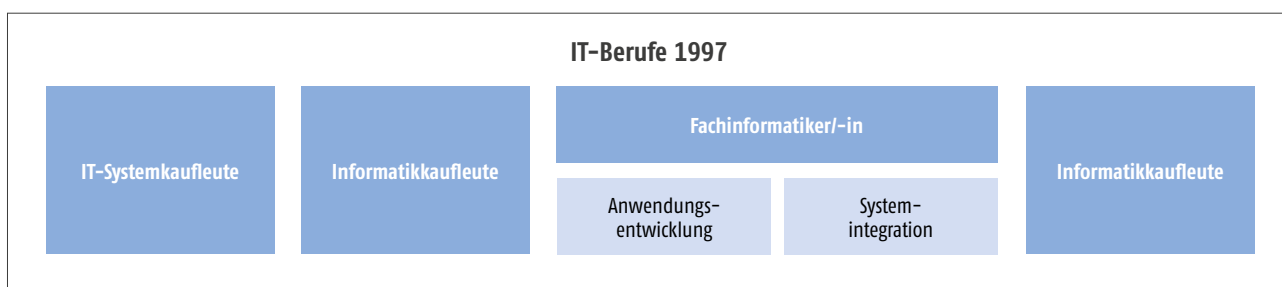 IT-Berufe 1997
IT-Systemkaufleute
Informatikkaufleute
Fachinformatiker/-in
Anwendungs-
entwicklung
System-
integration
Informatikkaufleute